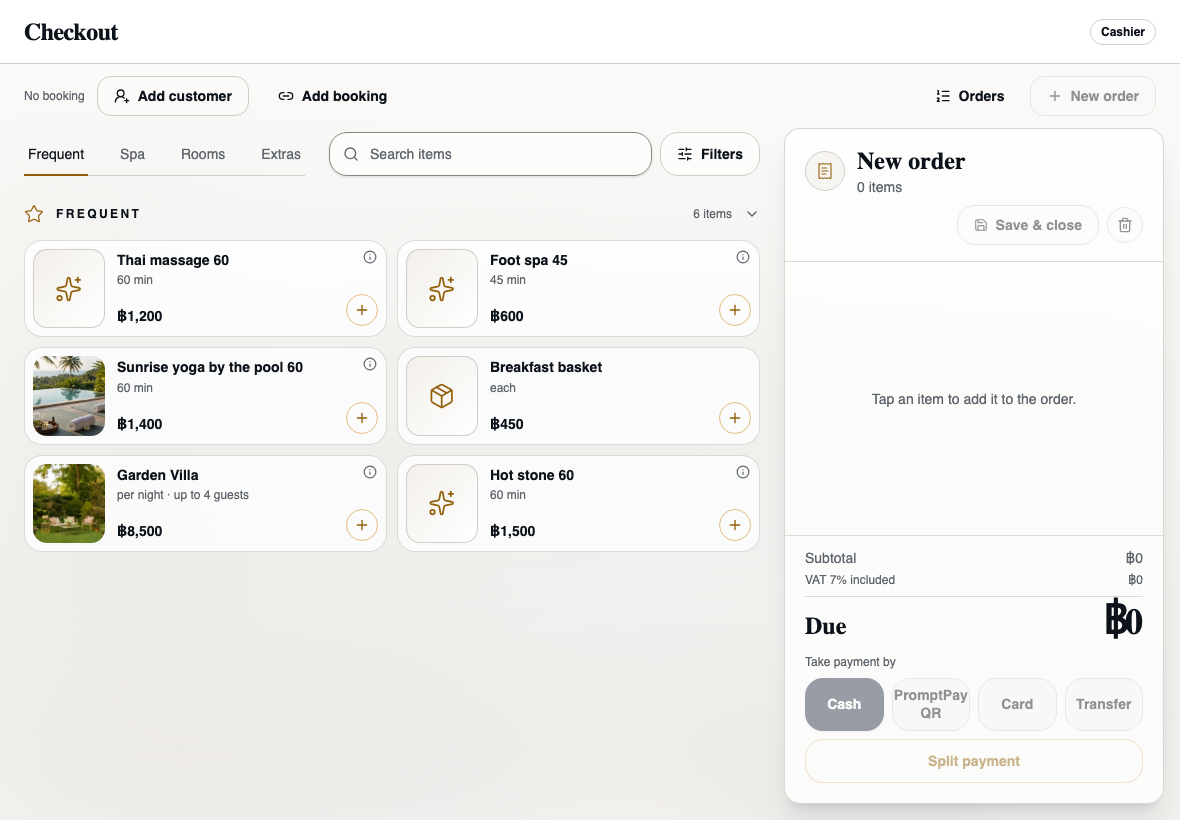 Checkout
Cashier
No booking
Add customer
Add booking
Orders
New order
Frequent
Spa
Rooms
Extras
Search items
Filters
FREQUENT
6 items
Thai massage 60
60 min
฿1,200
Foot spa 45
45 min
฿600
Sunrise yoga by the pool 60
60 min
฿1,400
Breakfast basket
each
฿450
Garden Villa
per night · up to 4 guests
฿8,500
Hot stone 60
60 min
฿1,500
New order
0 items
Save & close
Tap an item to add it to the order.
Subtotal ฿0
VAT 7% included ฿0
Due ฿0
Take payment by
Cash
PromptPay
QR
Card
Transfer
Split payment